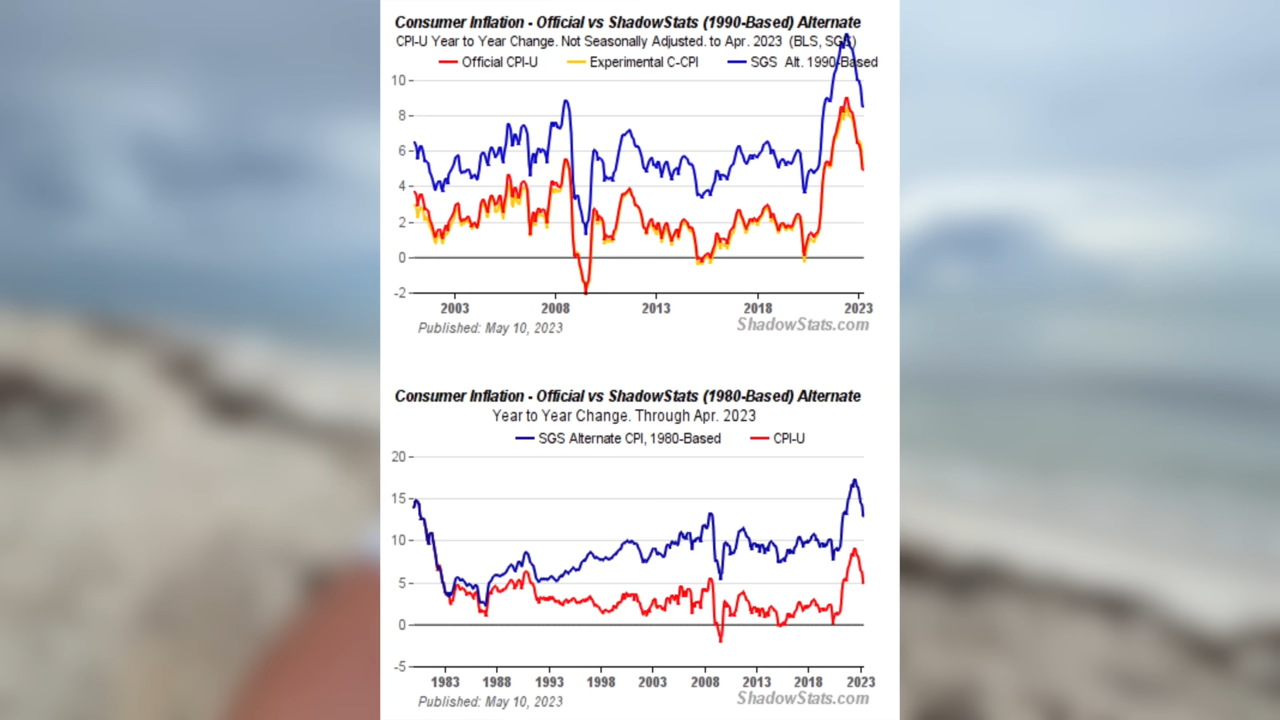 Consumer Inflation - Official vs ShadowStats (1990-Based) Alternate
CPI-U Year to Year Change. Not Seasonally Adjusted. to Apr. 2023 (BLS, SGS)
Official CPI-U Experimental C-CPI SGS Alt. 1990-Based
10
8
6
4
2
0
-2
2003 2008 2013 2018 2023
Published: May 10, 2023
ShadowStats.com
Consumer Inflation - Official vs ShadowStats (1980-Based) Alternate
Year to Year Change. Through Apr. 2023
SGS Alternate CPI, 1980-Based CPI-U
20
15
10
5
0
-5
1983 1988 1993 1998 2003 2008 2013 2018 2023
Published: May 10, 2023
ShadowStats.com